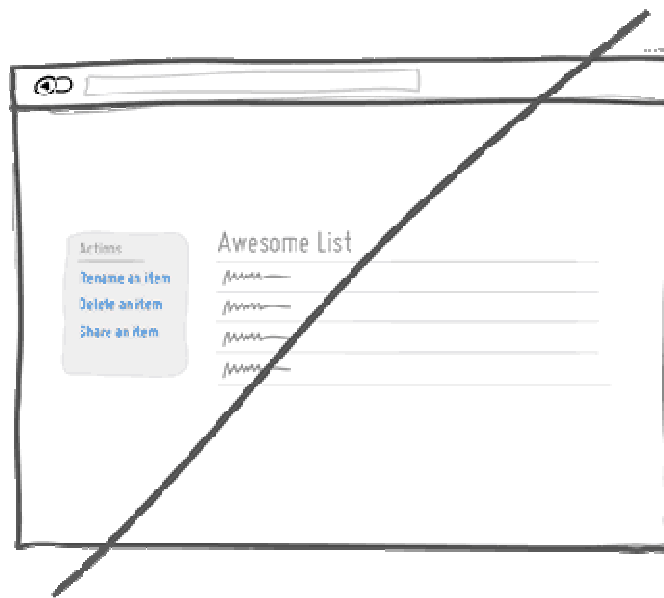 Actions
Rename an item
Delete an item
Share an item
Awesome List